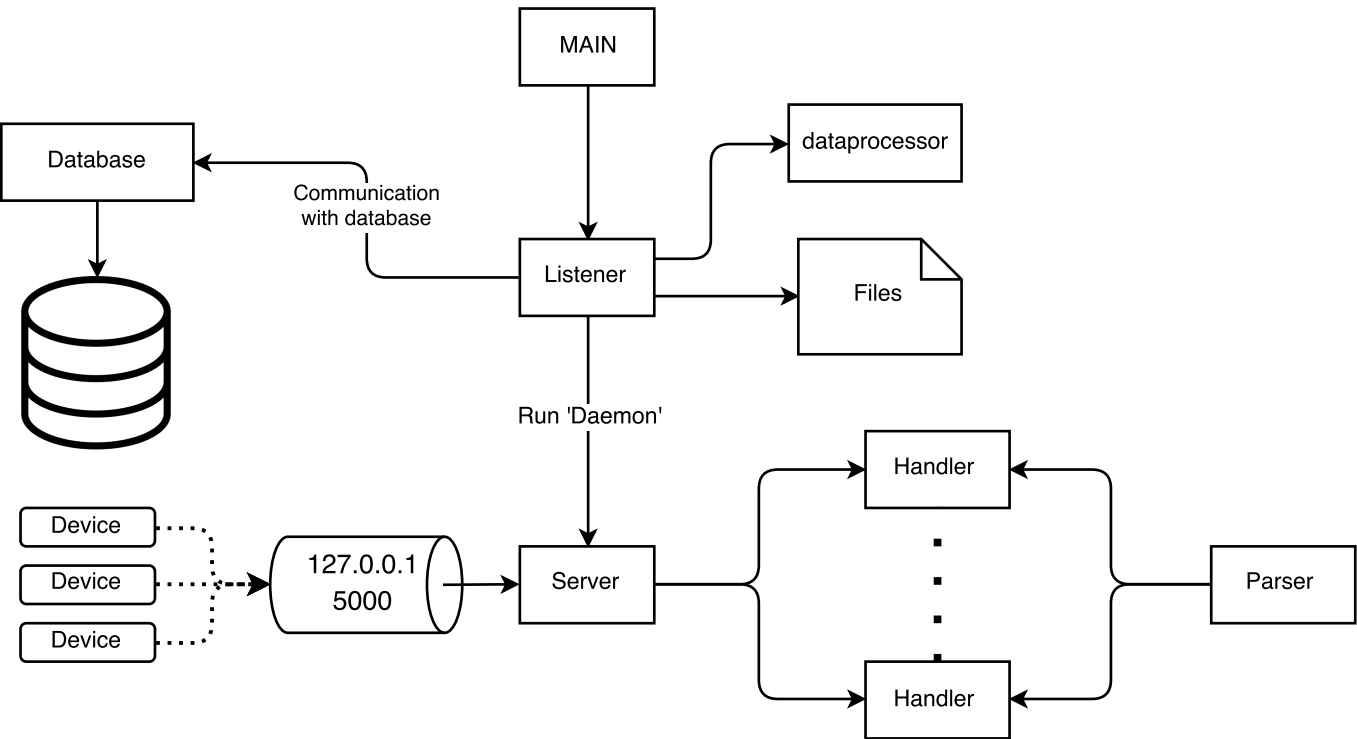 MAIN
dataprocessor
Database
Communication
with database
Listener
Files
Run 'Daemon'
Handler
Device
127.0.0.1
5000
Device
Server
Parser
Device
Handler